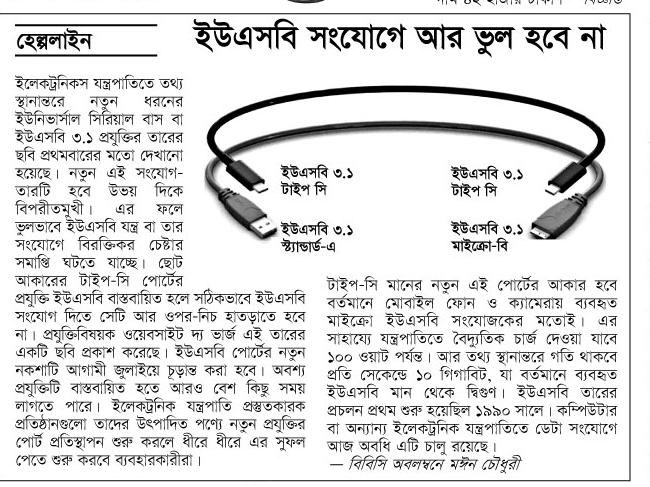 হেল্পলাইন
ইউএসবি সংযোগে আর ভুল হবে না
ইলেকট্রনিকস যন্ত্রপাতিতে তথ্য
স্থানান্তরে নতুন ধরনের
ইউনিভার্সাল সিরিয়াল বাস বা
ইউএসবি ৩.১ প্রযুক্তির তারের
ছবি প্রথমবারের মতো দেখানো
হয়েছে। নতুন এই সংযোগ-
তারটি হবে উভয় দিকে
বিপরীতমুখী। এর ফলে
ভুলভাবে ইউএসবি যন্ত্র বা তার
সংযোগে বিরক্তিকর চেষ্টার
সমাপ্তি ঘটতে যাচ্ছে। ছোট
আকারের টাইপ-সি পোর্টের
প্রযুক্তি ইউএসবি বাস্তবায়িত হলে সঠিকভাবে ইউএসবি
সংযোগ দিতে সেটি আর ওপর-নিচ হাতড়াতে হবে
না। প্রযুক্তিবিষয়ক ওয়েবসাইট দ্য ভার্জ এই তারের
একটি ছবি প্রকাশ করেছে। ইউএসবি পোর্টের নতুন
নকশাটি আগামী জুলাইয়ে চূড়ান্ত করা হবে। অবশ্য
প্রযুক্তিটি বাস্তবায়িত হতে আরও বেশ কিছু সময়
লাগতে পারে। ইলেকট্রনিক যন্ত্রপাতি প্রস্তুতকারক
প্রতিষ্ঠানগুলো তাদের উৎপাদিত পণ্যে নতুন প্রযুক্তির
পোর্ট প্রতিস্থাপন শুরু করলে ধীরে ধীরে এর সুফল
পেতে শুরু করবে ব্যবহারকারীরা।
ইউএসবি ৩.১
টাইপ সি
ইউএসবি ৩.১
টাইপ সি
ইউএসবি ৩.১
স্ট্যান্ডার্ড-এ
ইউএসবি ৩.১
মাইক্রো-বি
টাইপ-সি মানের নতুন এই পোর্টের আকার হবে
বর্তমানে মোবাইল ফোন ও ক্যামেরায় ব্যবহৃত
মাইক্রো ইউএসবি সংযোজকের মতোই। এর
সাহায্যে যন্ত্রপাতিতে বৈদ্যুতিক চার্জ দেওয়া যাবে
১০০ ওয়াট পর্যন্ত। আর তথ্য স্থানান্তরে গতি থাকবে
প্রতি সেকেন্ডে ১০ গিগাবিট, যা বর্তমানে ব্যবহৃত
ইউএসবি মান থেকে দ্বিগুণ। ইউএসবি তারের
প্রচলন প্রথম শুরু হয়েছিল ১৯৯০ সালে। কম্পিউটার
বা অন্যান্য ইলেকট্রনিক যন্ত্রপাতিতে ডেটা সংযোগে
আজ অবধি এটি চালু রয়েছে।
— বিবিসি অবলম্বনে মঈন চৌধুরী